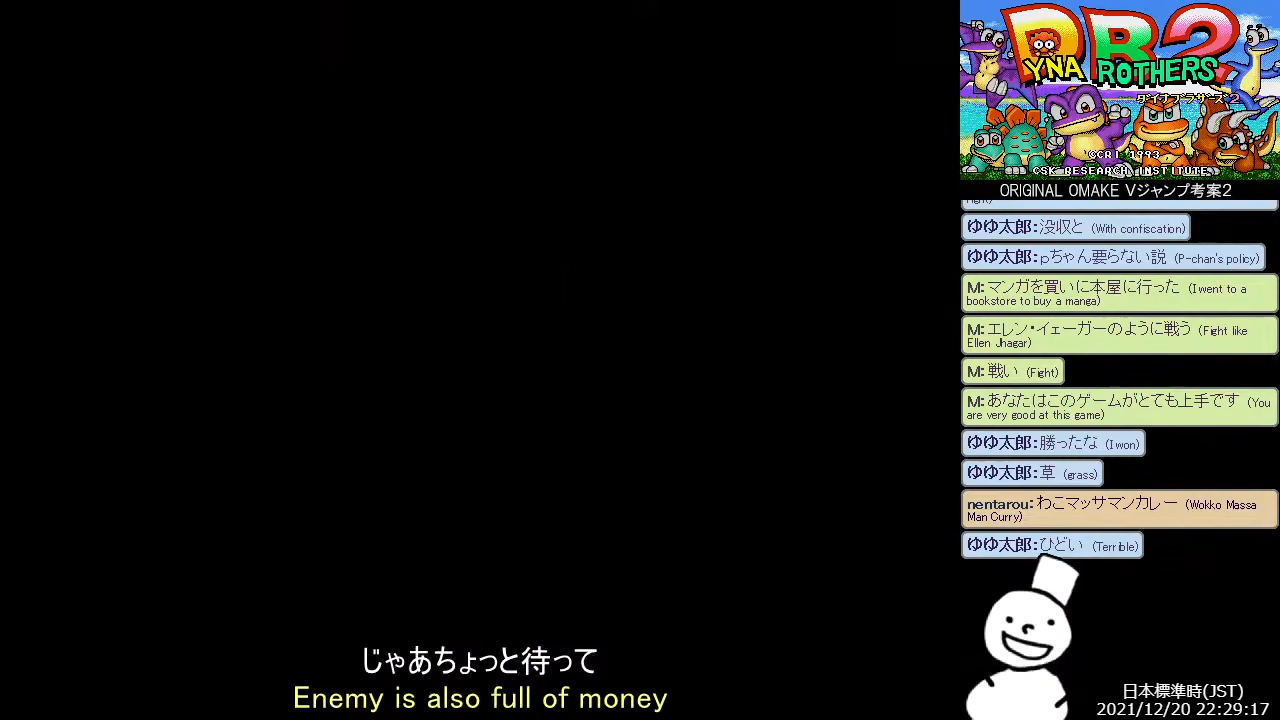 DYNA BROTHERS 2
ダイナブラザーズ2
©CRI 1993
CSK RESEARCH INSTITUTE
ORIGINAL OMAKE Vジャンプ考案2
Fight)
ゆゆ太郎:没収と (With confiscation)
ゆゆ太郎:pちゃん要らない説 (P-chan's policy)
M:マンガを買いに本屋に行った (I went to a
bookstore to buy a manga)
M:エレン・イェーガーのように戦う (Fight like
Ellen Jhagar)
M:戦い (Fight)
M:あなたはこのゲームがとても上手です (You
are very good at this game)
ゆゆ太郎:勝ったな (I won)
ゆゆ太郎:草 (grass)
nentarou:わこマッサマンカレー (Wokko Massa
Man Curry)
ゆゆ太郎:ひどい (Terrible)
じゃあちょっと待って
Enemy is also full of money
日本標準時(JST)
2021/12/20 22:29:17